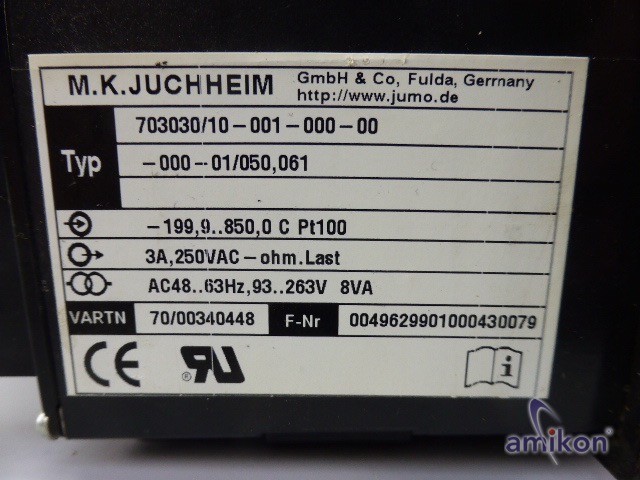 M.K.JUCHHEIM GmbH & Co, Fulda, Germany
http://www.jumo.de
Typ 703030/10-001-000-00
-000--01/050,061
-199,9..850,0 C Pt100
3A,250VAC-ohm.Last
AC48..63Hz,93..263V 8VA
VARTN 70/00340448 F-Nr 0049629901000430079
CE ® RU i
amikon®